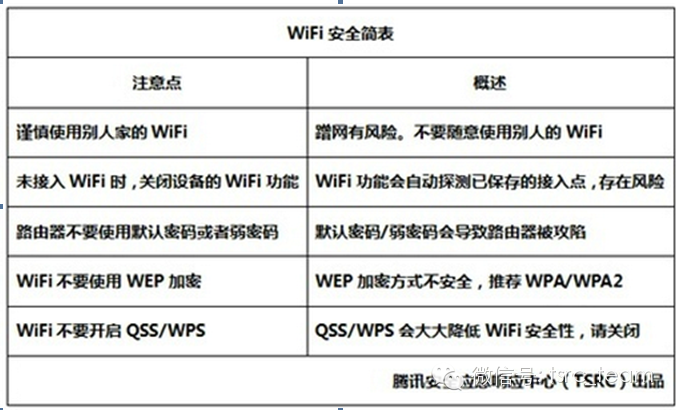 WiFi 安全简表
注意点 概述
谨慎使用别人家的 WiFi 蹭网有风险。不要随意使用别人的 WiFi
未接入 WiFi 时，关闭设备的 WiFi 功能 WiFi 功能会自动探测已保存的接入点，存在风险
路由器不要使用默认密码或者弱密码 默认密码/弱密码会导致路由器被攻陷
WiFi 不要使用 WEP 加密 WEP 加密方式不安全，推荐 WPA/WPA2
WiFi 不要开启 QSS/WPS QSS/WPS 会大大降低 WiFi 安全性，请关闭
腾讯安全应急响应中心（TSRC）出品
微信号: tsrc_team